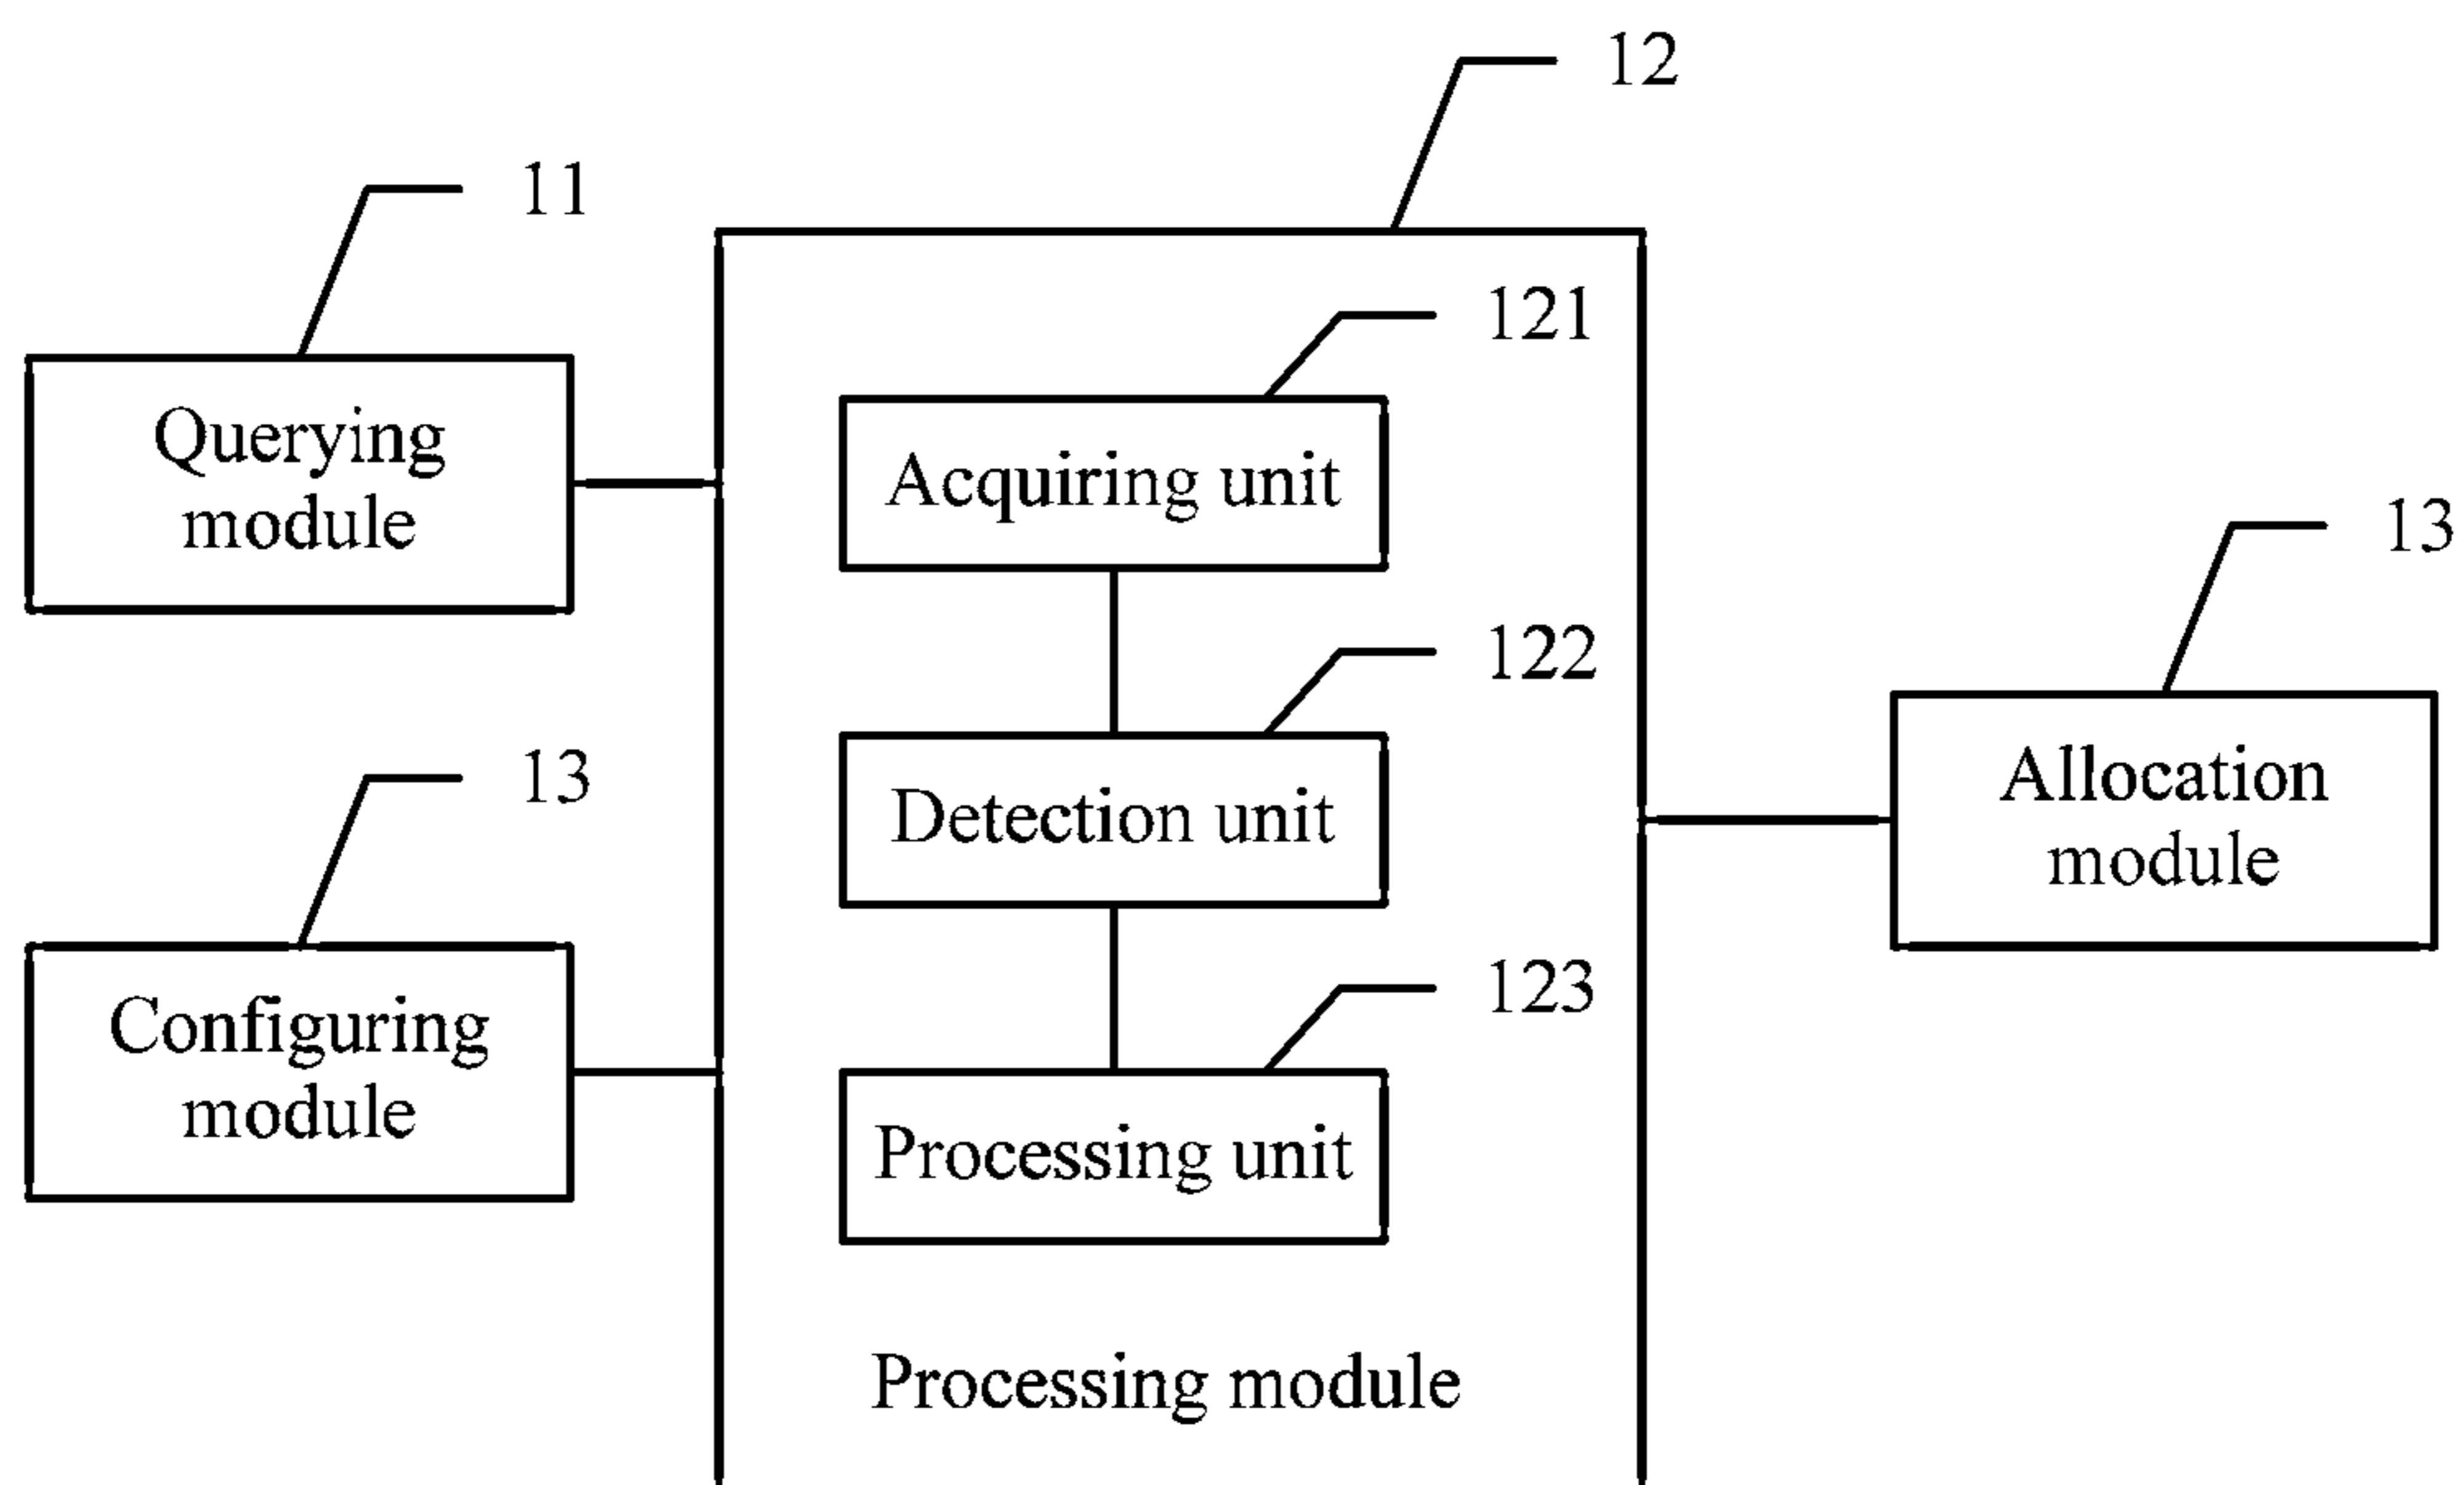 12
11
121
Querying
module
Acquiring unit
13
122
13
Allocation
module
Detection unit
Configuring
module
123
Processing unit
Processing module